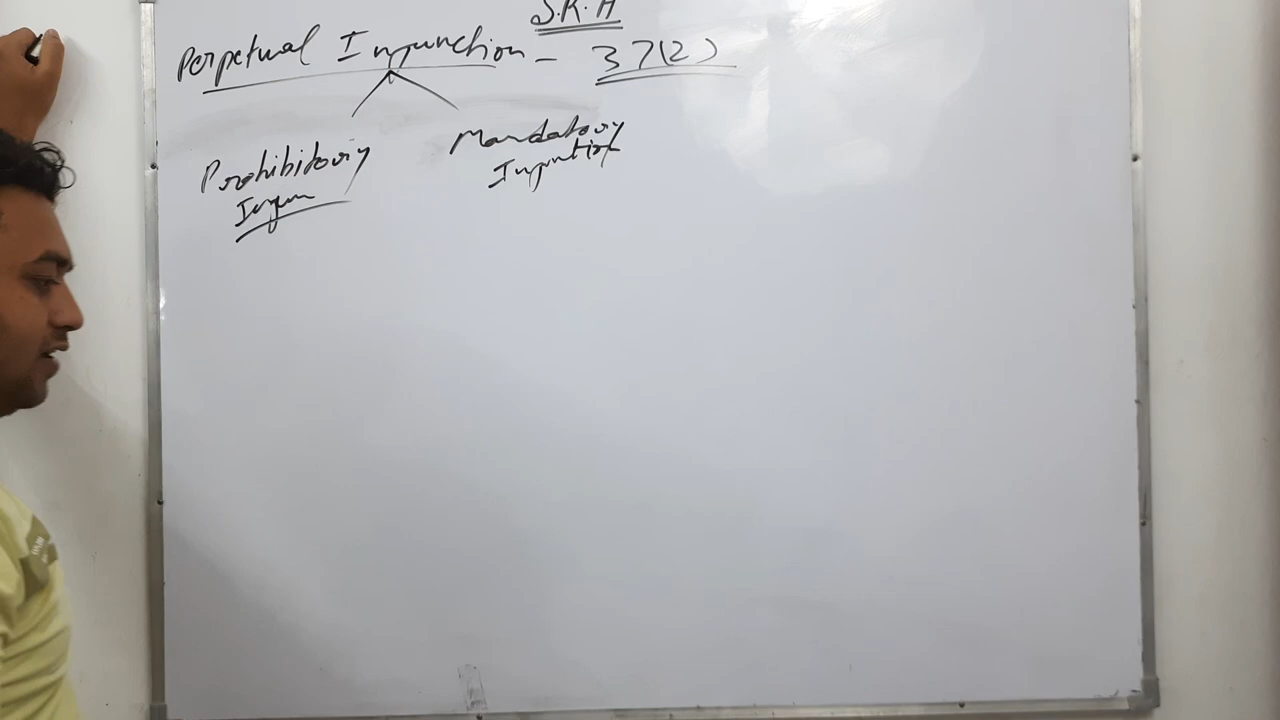 S.R.A
Perpetual Injunction - 37(2)
Prohibitory
Injun
Mandatory
Injunction